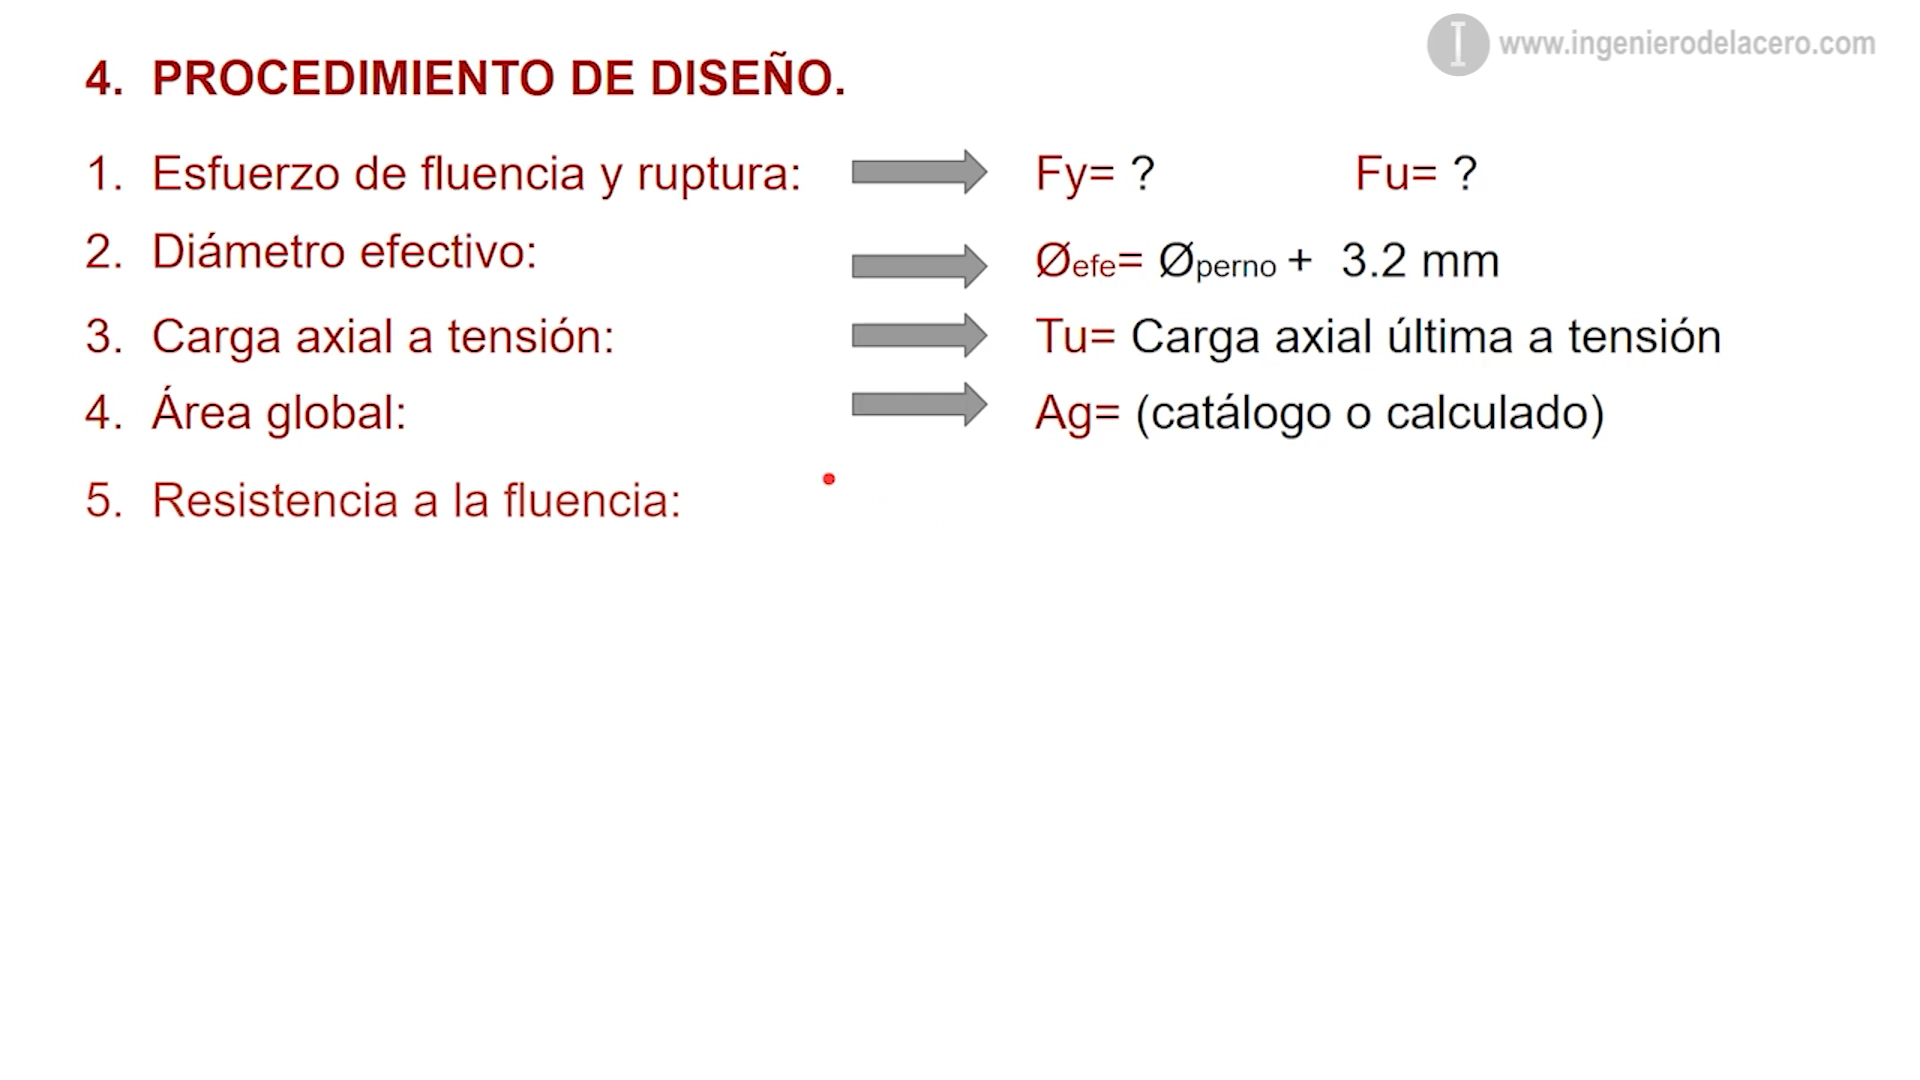 www.ingenierodelacero.com
4. PROCEDIMIENTO DE DISEÑO.
1. Esfuerzo de fluencia y ruptura: Fy= ? Fu= ?
2. Diámetro efectivo: Øefe= Øperno + 3.2 mm
3. Carga axial a tensión: Tu= Carga axial última a tensión
4. Área global: Ag= (catálogo o calculado)
5. Resistencia a la fluencia: